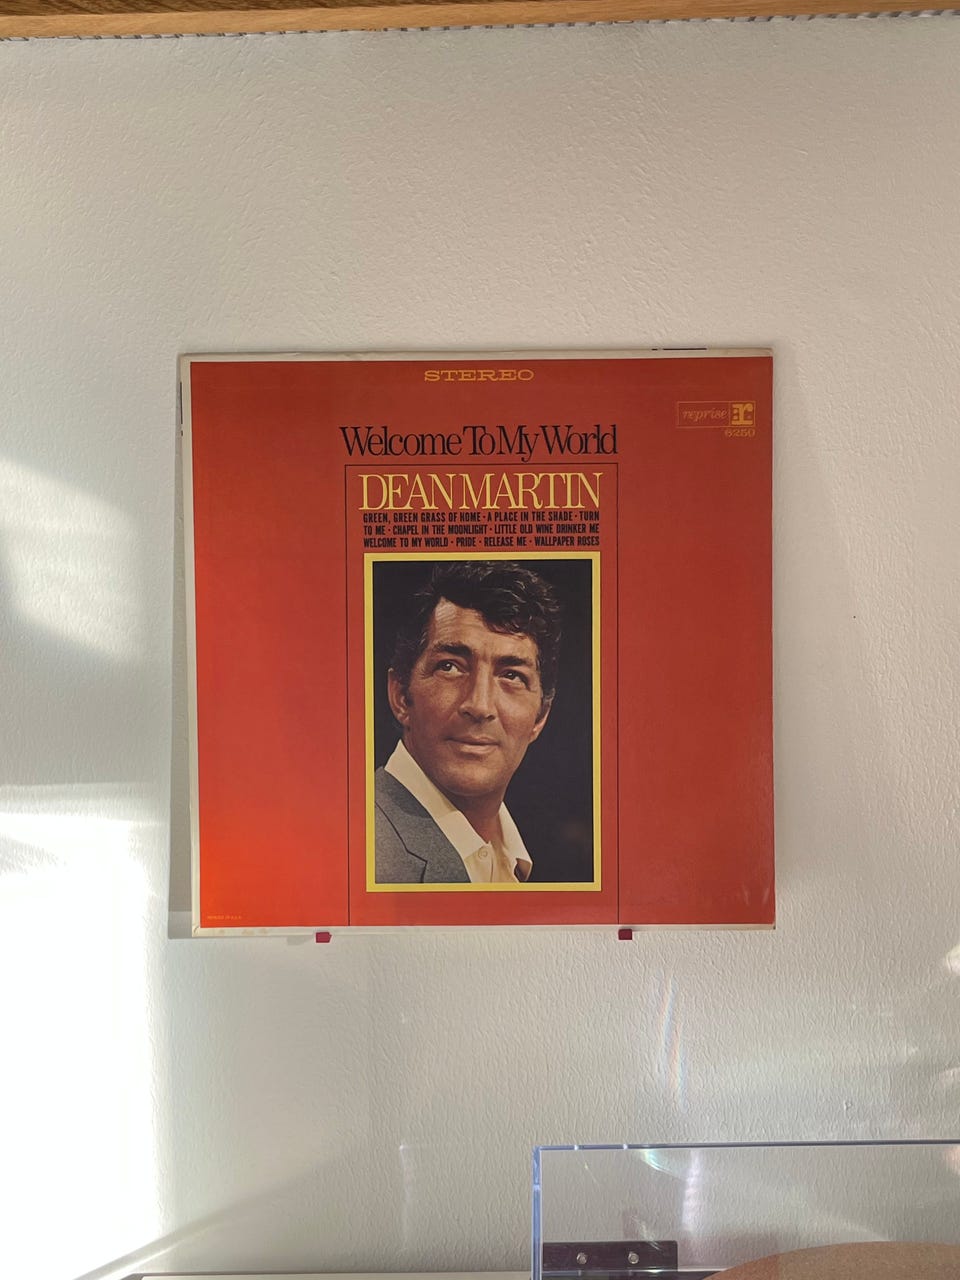 STEREO
reprise r:
6250
Welcome To My World
DEAN MARTIN
GREEN, GREEN GRASS OF HOME · A PLACE IN THE SHADE · TURN
TO ME · CHAPEL IN THE MOONLIGHT · LITTLE OLD WINE DRINKER ME
WELCOME TO MY WORLD · PRIDE · RELEASE ME · WALLPAPER ROSES